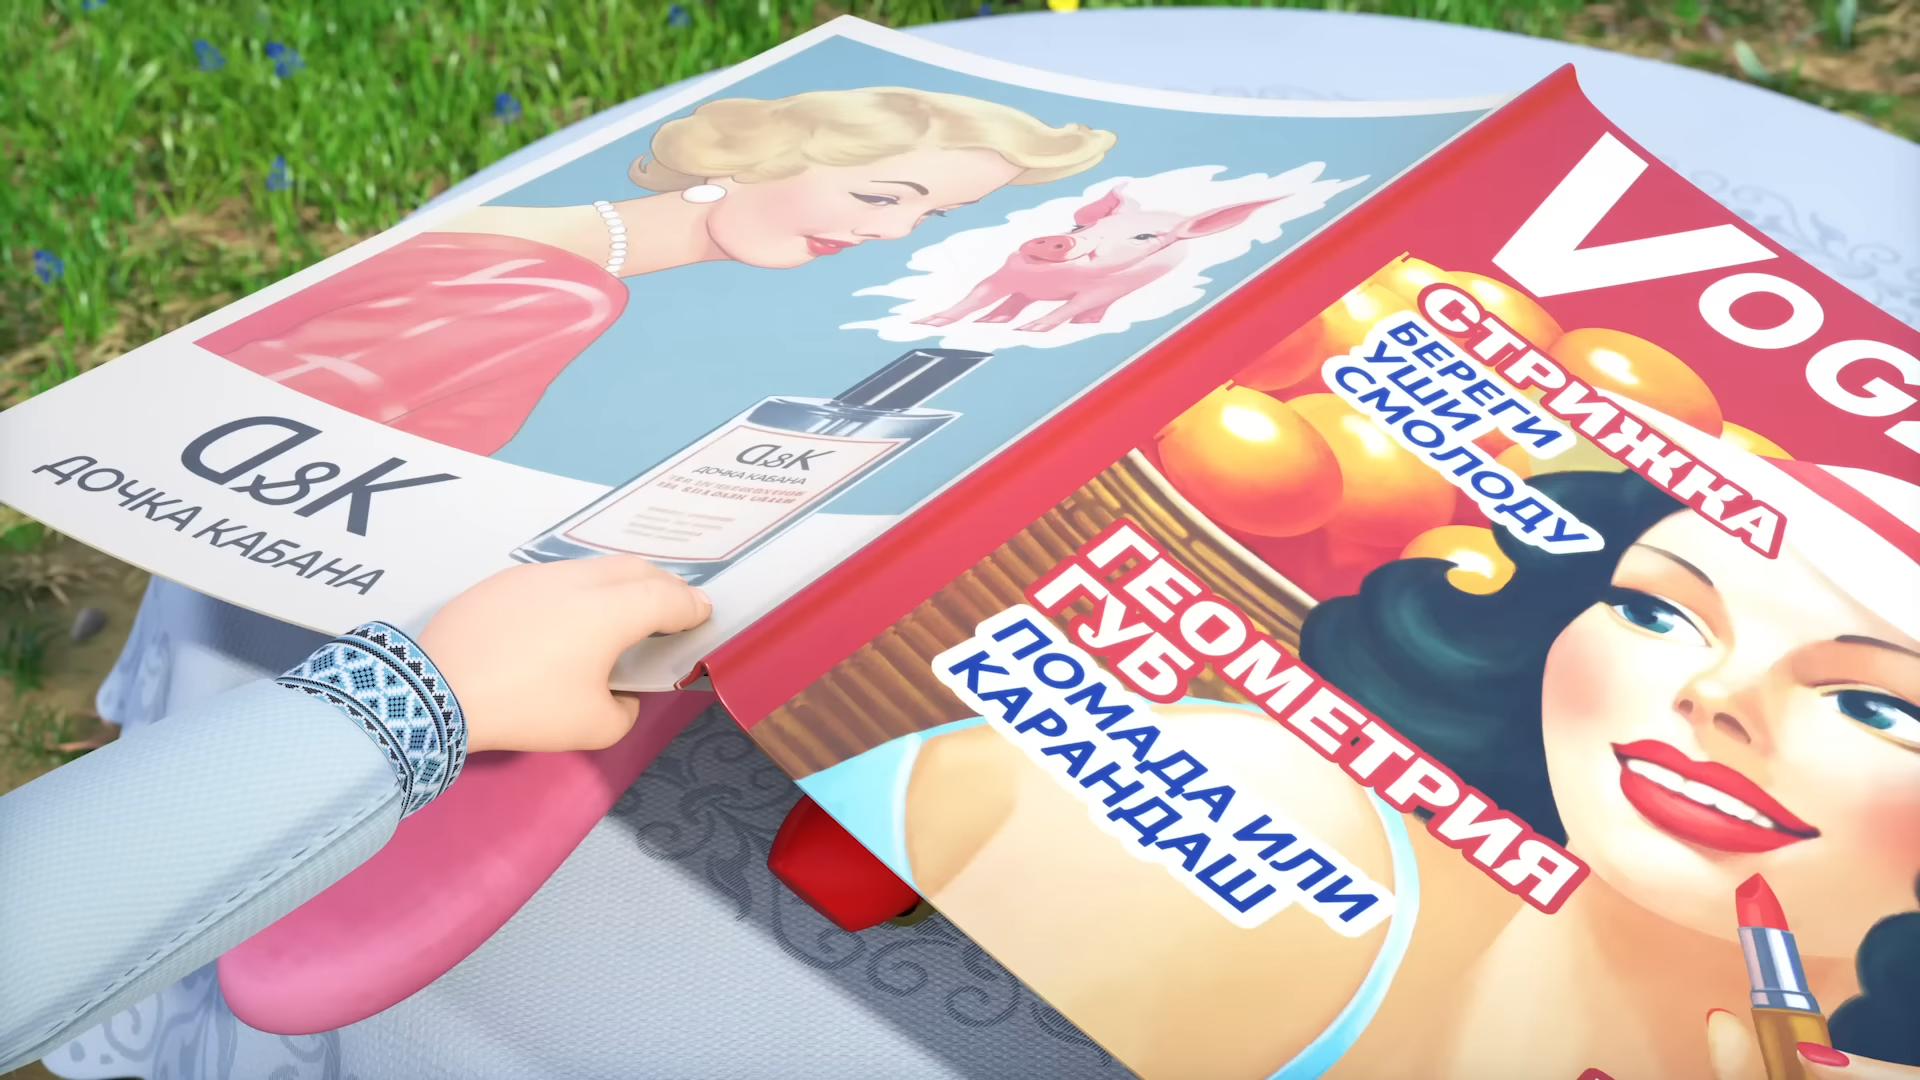 D&K
ДОЧКА КАБАНА
D&K
ДОЧКА КАБАНА
VOG
СТРИЖКА
БЕРЕГИ
УШИ
СМОЛОДУ
ГЕОМЕТРИЯ
ГУБ
ПОМАДА ИЛИ
КАРАНДАШ